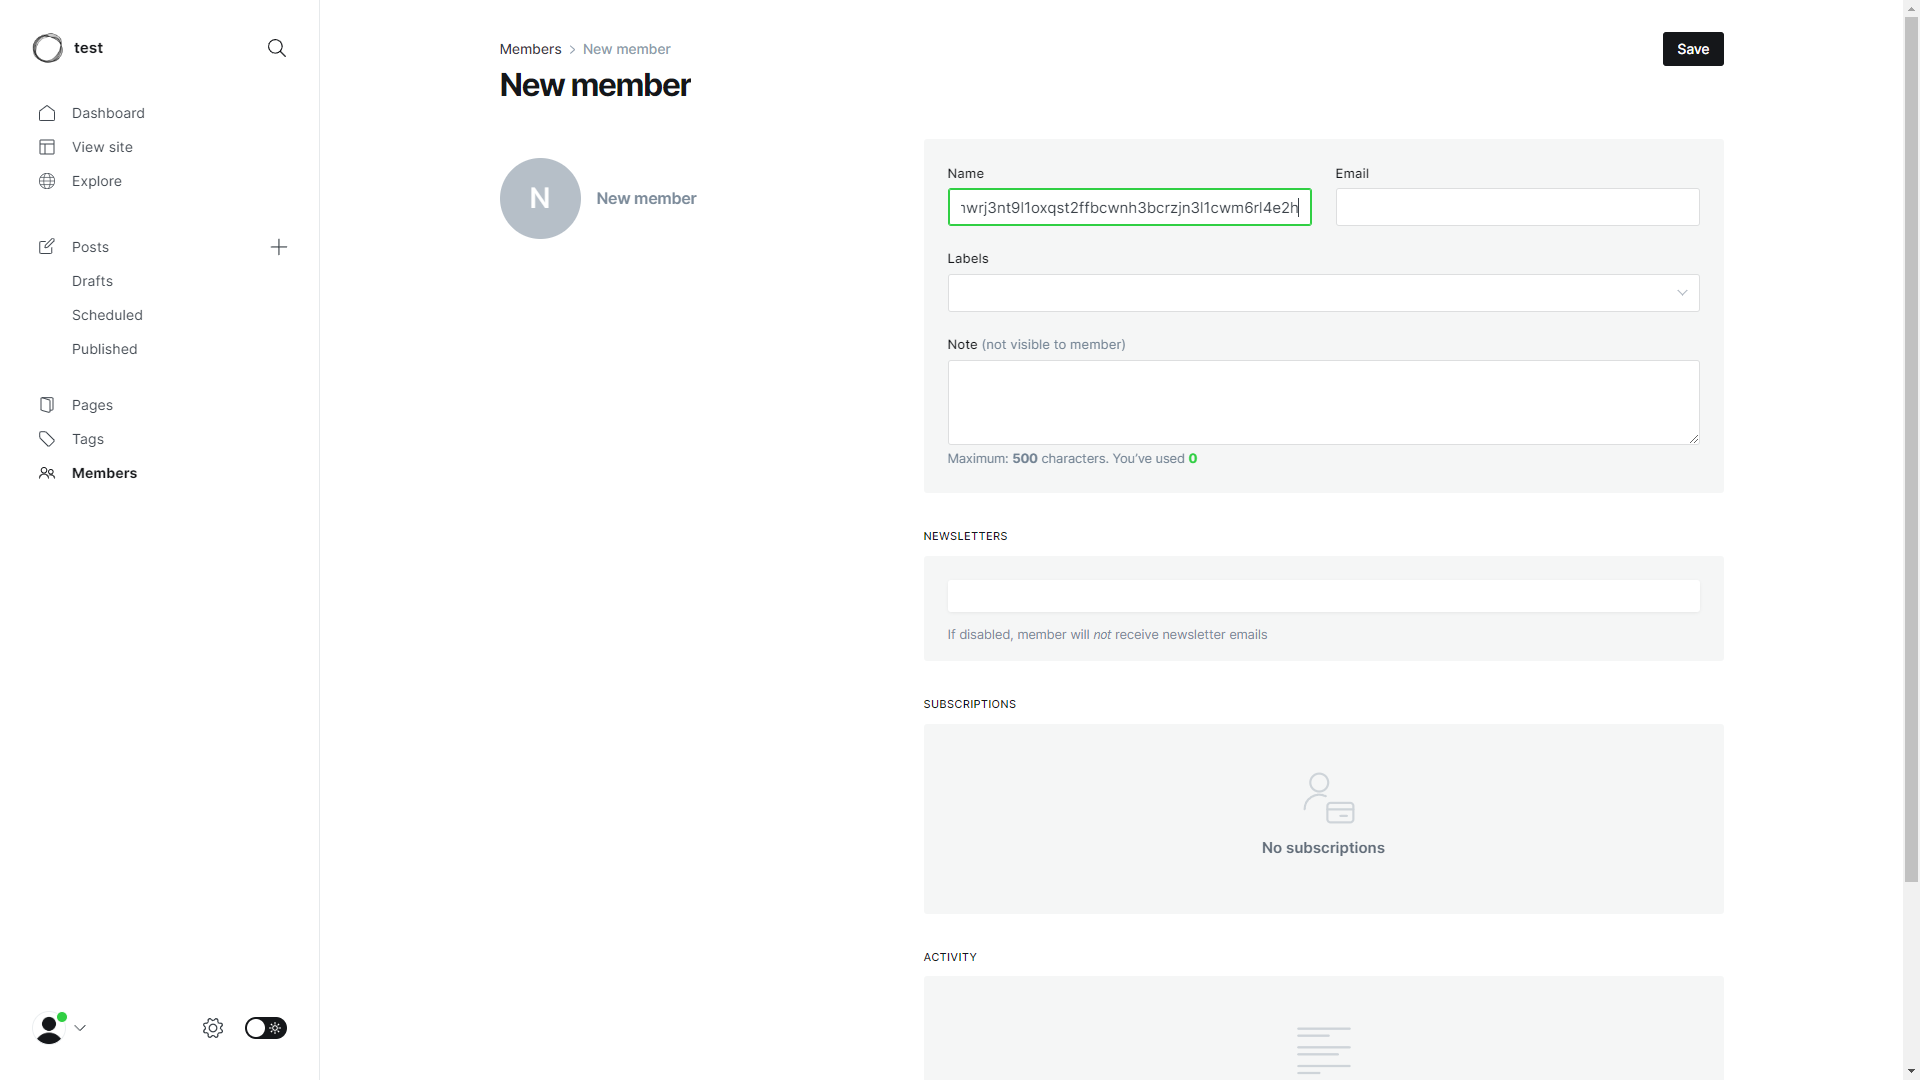 test
Dashboard
View site
Explore
Posts
Drafts
Scheduled
Published
Pages
Tags
Members
Members > New member
Save
New member
N
New member
Name
wrj3nt9l1oxqst2ffbcwnh3bcrzjn3l1cwm6rl4e2h
Email
Labels
Note (not visible to member)
Maximum: 500 characters. You've used 0
NEWSLETTERS
If disabled, member will not receive newsletter emails
SUBSCRIPTIONS
No subscriptions
ACTIVITY